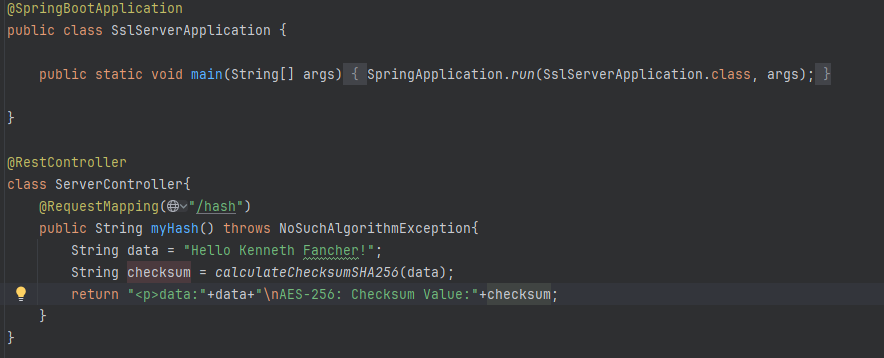 @SpringBootApplication
public class SslServerApplication {
public static void main(String[] args) { SpringApplication.run(SslServerApplication.class, args); }
}
@RestController
class ServerController{
@RequestMapping("/hash")
public String myHash() throws NoSuchAlgorithmException{
String data = "Hello Kenneth Fancher!";
String checksum = calculateChecksumSHA256(data);
return "<p>data:"+data+"\nAES-256: Checksum Value:"+checksum;
}
}